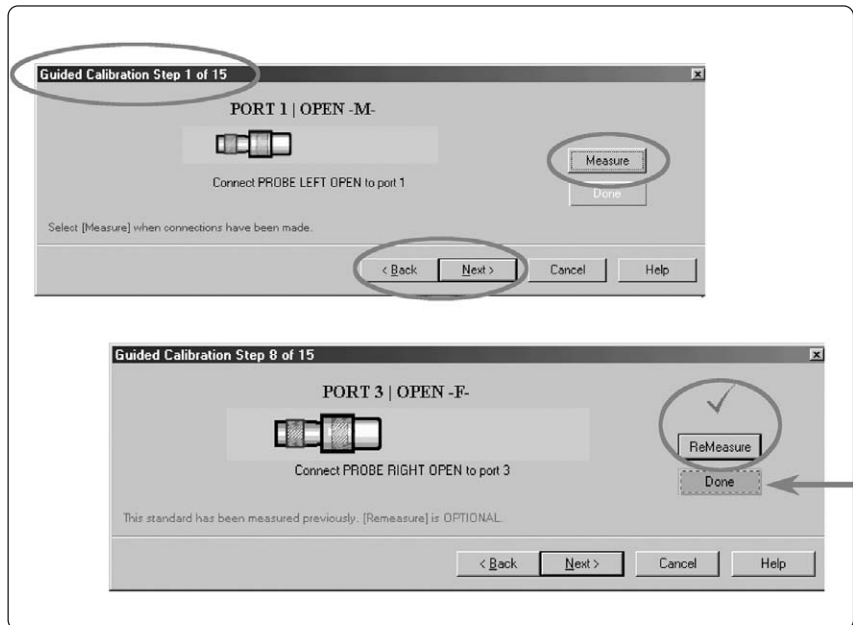 Guided Calibration Step 1 of 15
PORT 1 | OPEN -M-
Connect PROBE LEFT OPEN to port 1
Measure
Done
Select [Measure] when connections have been made.
< Back
Next >
Cancel
Help
Guided Calibration Step 8 of 15
PORT 3 | OPEN -F-
Connect PROBE RIGHT OPEN to port 3
ReMeasure
Done
This standard has been measured previously. [Remeasure] is OPTIONAL.
< Back
Next >
Cancel
Help